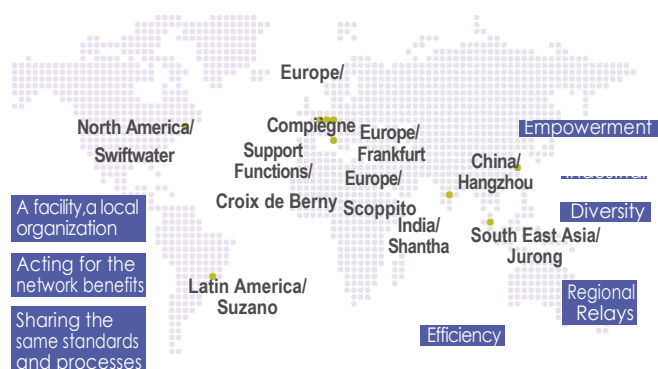 Europe/
Compiègne
North America/
Swiftwater
Support
Functions/
Croix de Berny
Europe/
Frankfurt
Europe/
Scoppito
India/
Shantha
China/
Hangzhou
South East Asia/
Jurong
Latin America/
Suzano
A facility,a local
organization
Acting for the
network benefits
Sharing the
same standards
and processes
Empowerment
Diversity
Regional
Relays
Efficiency